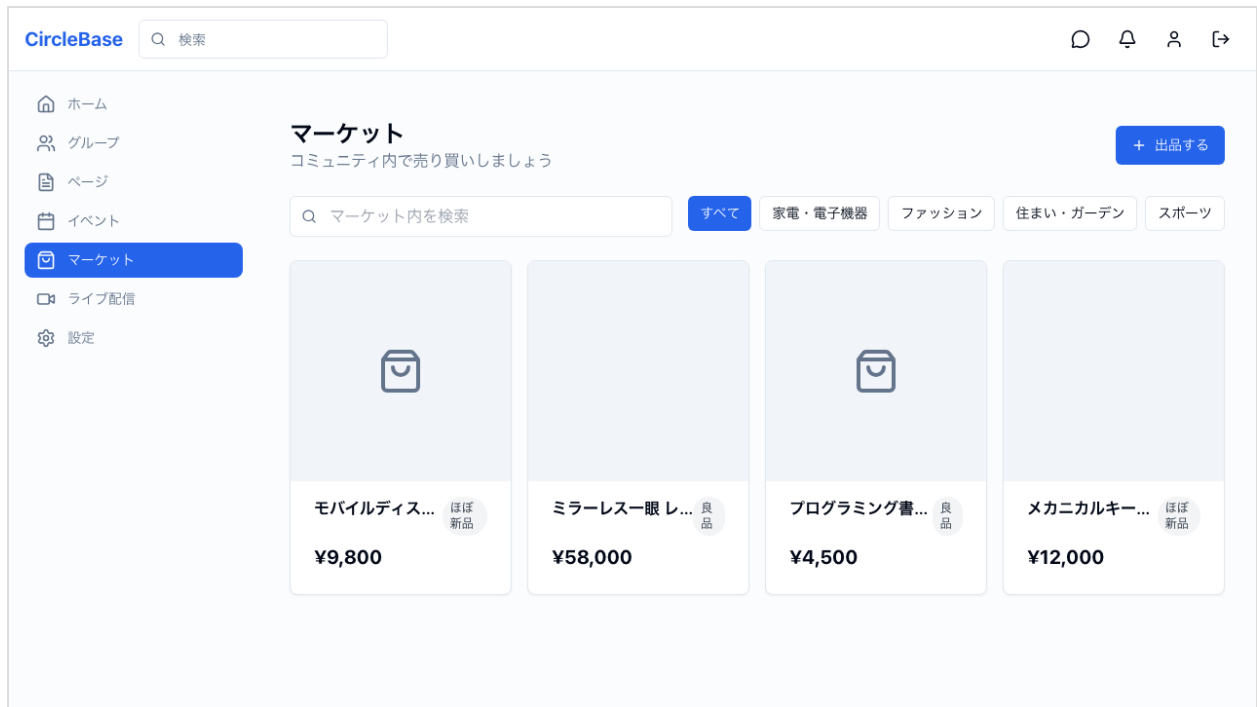 CircleBase
検索
ホーム
グループ
ページ
イベント
マーケット
ライブ配信
設定
マーケット
コミュニティ内で売り買いしましょう
+ 出品する
マーケット内を検索
すべて
家電・電子機器
ファッション
住まい・ガーデン
スポーツ
モバイルディス...
ほぼ
新品
¥9,800
ミラーレス一眼 レ...
良
品
¥58,000
プログラミング書...
良
品
¥4,500
メカニカルキー...
ほぼ
新品
¥12,000